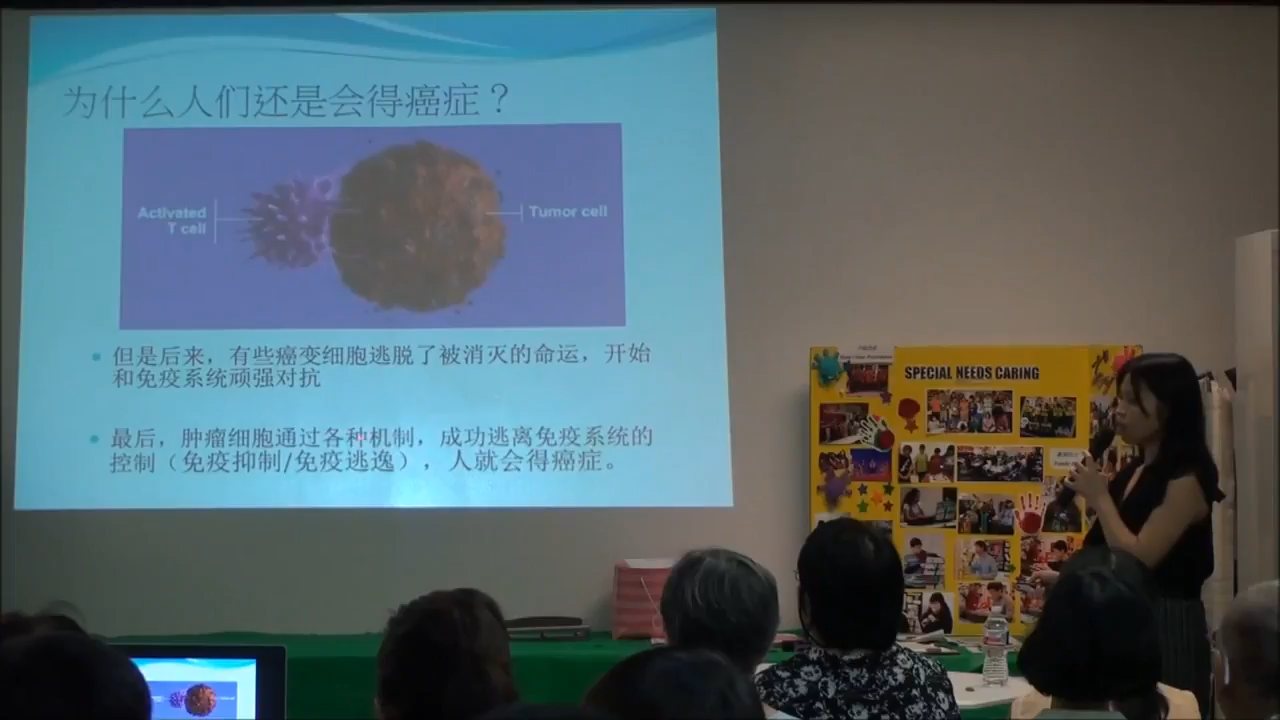 为什么人们还是会得癌症？
Activated
T cell
Tumor cell
但是后来，有些癌变细胞逃脱了被消灭的命运，开始
和免疫系统顽强对抗
最后，肿瘤细胞通过各种机制，成功逃离免疫系统的
控制（免疫抑制/免疫逃逸），人就会得癌症。
SPECIAL NEEDS CARING